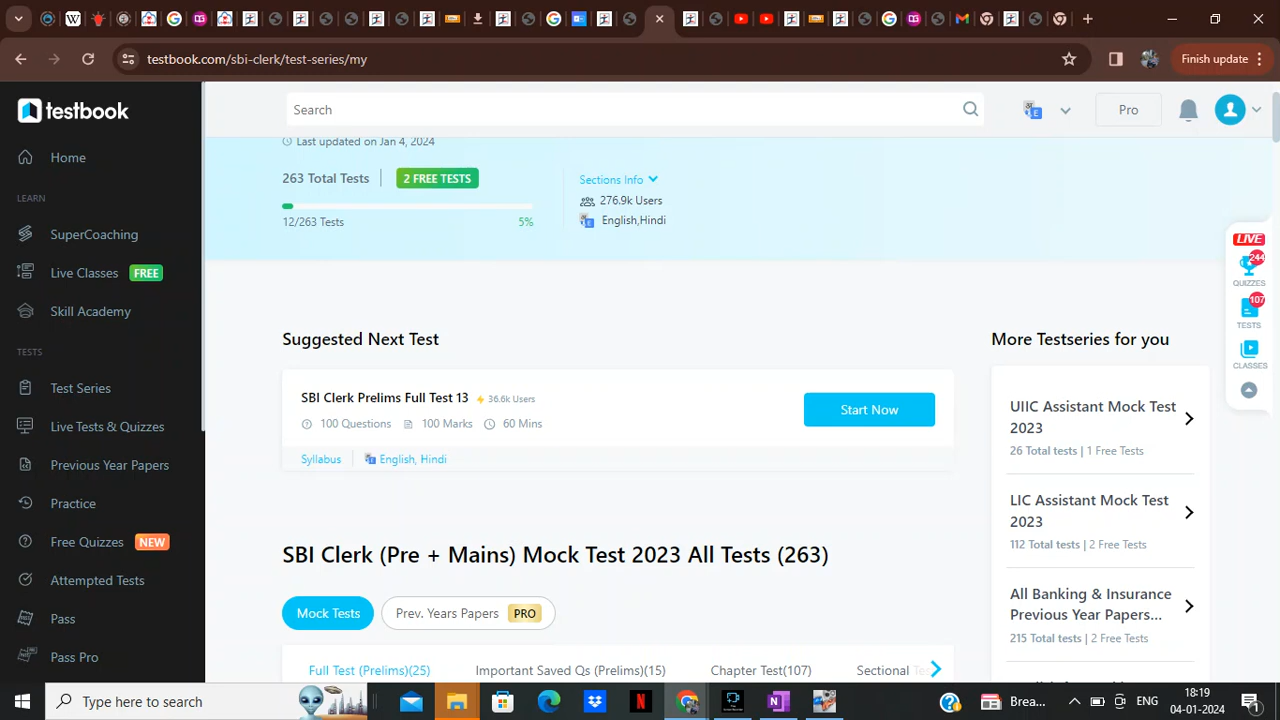 testbook.com/sbi-clerk/test-series/my
Finish update
testbook
Search
Pro
Home
LEARN
SuperCoaching
Live Classes FREE
Skill Academy
TESTS
Test Series
Live Tests & Quizzes
Previous Year Papers
Practice
Free Quizzes NEW
Attempted Tests
Pass
Pass Pro
Last updated on Jan 4, 2024
263 Total Tests 2 FREE TESTS
12/263 Tests 5%
Sections Info
276.9k Users
English,Hindi
LIVE
244
QUIZZES
107
TESTS
CLASSES
Suggested Next Test
SBI Clerk Prelims Full Test 13 36.6k Users
100 Questions 100 Marks 60 Mins
Start Now
Syllabus English, Hindi
More Testseries for you
UIIC Assistant Mock Test
2023
26 Total tests | 1 Free Tests
LIC Assistant Mock Test
2023
112 Total tests | 2 Free Tests
All Banking & Insurance
Previous Year Papers...
215 Total tests | 2 Free Tests
SBI Clerk (Pre + Mains) Mock Test 2023 All Tests (263)
Mock Tests Prev. Years Papers PRO
Full Test (Prelims)(25) Important Saved Qs (Prelims)(15) Chapter Test(107) Sectional
Type here to search
Brea...
ENG
18:19
04-01-2024
1